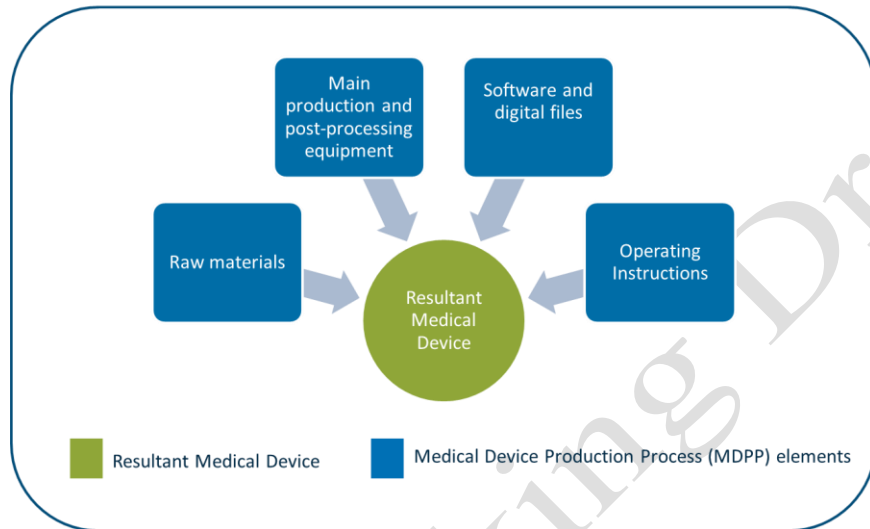 Main
production and
post-processing
equipment
Software and
digital files
Raw materials
Operating
Instructions
Resultant
Medical
Device
Resultant Medical Device
Medical Device Production Process (MDPP) elements